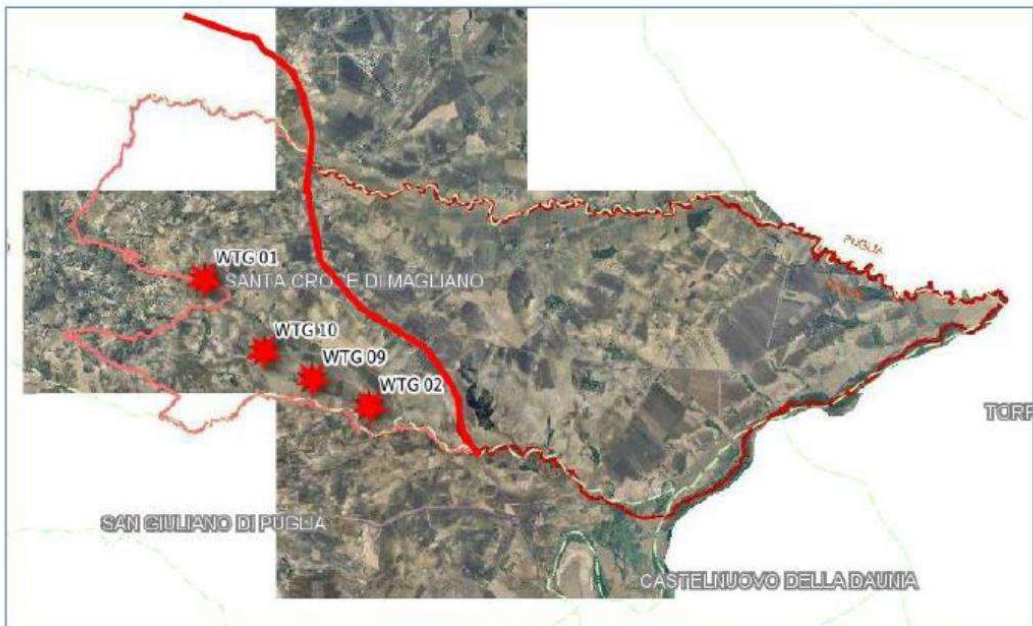 PUGLIA
WTG 01
SANTA CROCE DI MAGLIANO
WTG 10
WTG 09
WTG 02
TORR
SAN GIULIANO DI PUGLIA
CASTELNUOVO DELLA DAUNIA